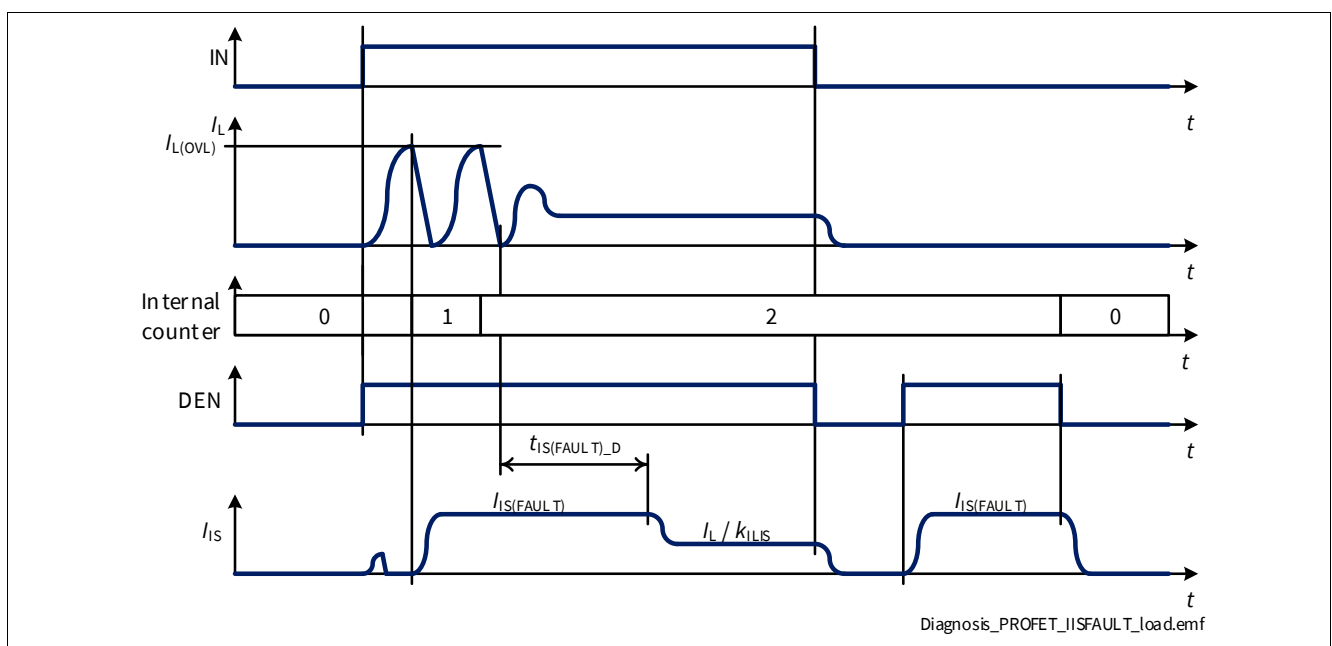 IN
t
I_L
I_L(OVL)
t
Internal
counter
0 1 2 0
t
DEN
t
t_IS(FAULT)_D
I_IS(FAULT) I_IS(FAULT)
I_IS
I_L / k_ILIS
t
Diagnosis_PROFET_IISFAULT_load.emf